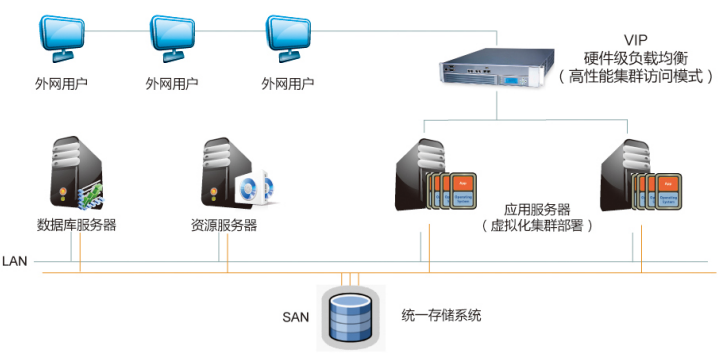 外网用户
外网用户
外网用户
VIP
硬件级负载均衡
（高性能集群访问模式）
数据库服务器
资源服务器
应用服务器
（虚拟化集群部署）
LAN
SAN
统一存储系统